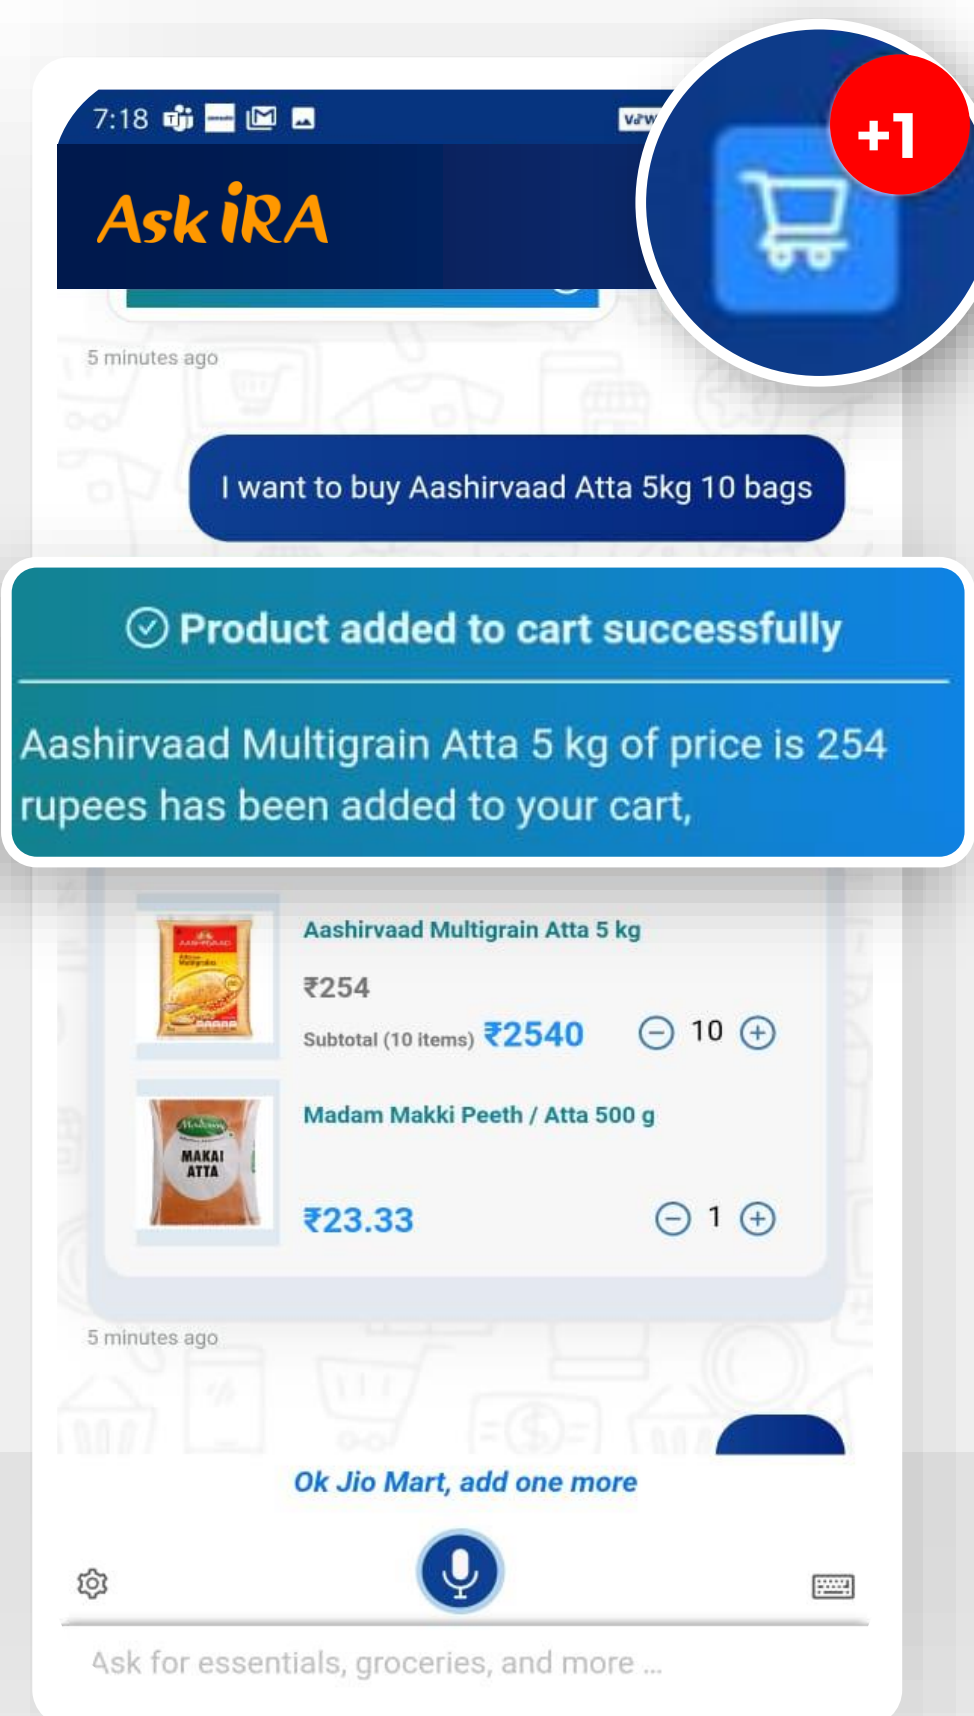 7:18
+1
Ask iRA
5 minutes ago
I want to buy Aashirvaad Atta 5kg 10 bags
Product added to cart successfully
Aashirvaad Multigrain Atta 5 kg of price is 254
rupees has been added to your cart,
AASHIRVAAD
Multigrains
Aashirvaad Multigrain Atta 5 kg
₹254
Subtotal (10 items) ₹2540
10
Madam Makki Peeth / Atta 500 g
MAKAI
ATTA
₹23.33
1
5 minutes ago
Ok Jio Mart, add one more
Ask for essentials, groceries, and more ...